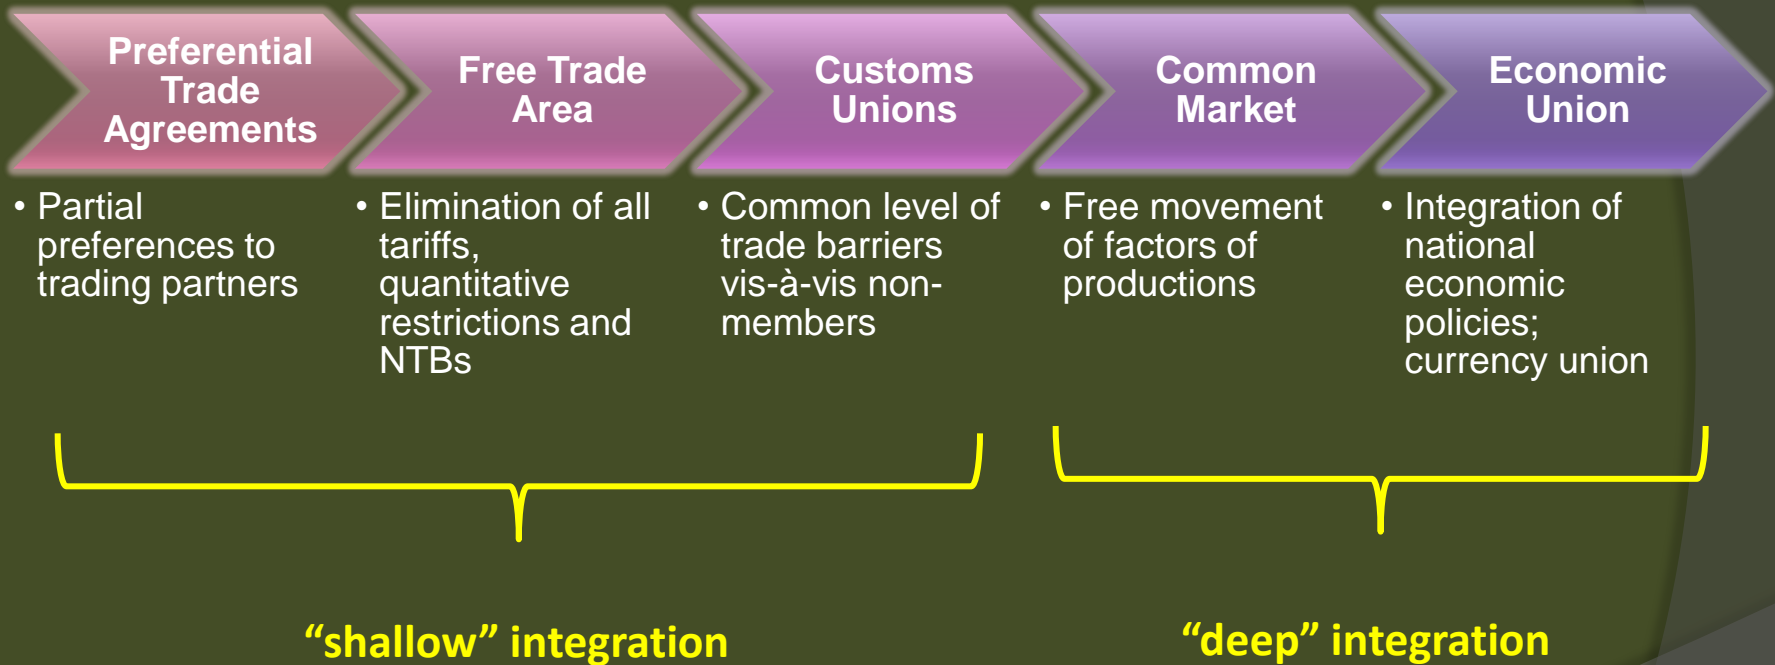 Preferential
Trade
Agreements
• Partial
preferences to
trading partners
Free Trade
Area
• Elimination of all
tariffs,
quantitative
restrictions and
NTBs
Customs
Unions
• Common level of
trade barriers
vis-à-vis non-
members
Common
Market
• Free movement
of factors of
productions
Economic
Union
• Integration of
national
economic
policies;
currency union
“shallow” integration
“deep” integration